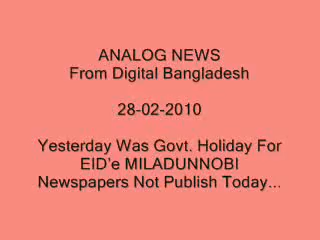 ANALOG NEWS
From Digital Bangladesh
28-02-2010
Yesterday Was Govt. Holiday For
EID’e MILADUNNOBI
Newspapers Not Publish Today...